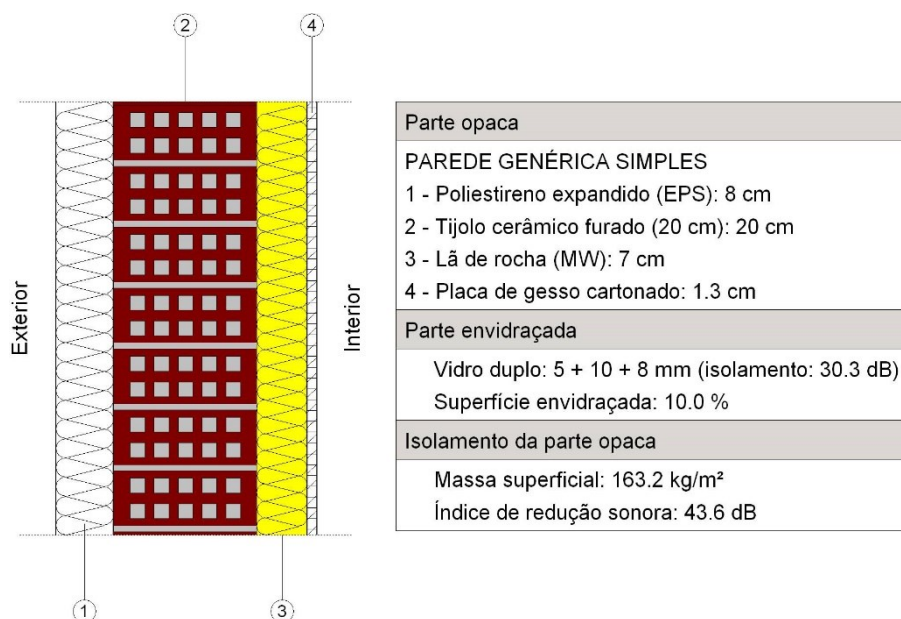 2
4
Exterior
Interior
1
3
Parte opaca
PAREDE GENÉRICA SIMPLES
1 - Poliestireno expandido (EPS): 8 cm
2 - Tijolo cerâmico furado (20 cm): 20 cm
3 - Lã de rocha (MW): 7 cm
4 - Placa de gesso cartonado: 1.3 cm
Parte envidraçada
Vidro duplo: 5 + 10 + 8 mm (isolamento: 30.3 dB)
Superfície envidraçada: 10.0 %
Isolamento da parte opaca
Massa superficial: 163.2 kg/m²
Índice de redução sonora: 43.6 dB